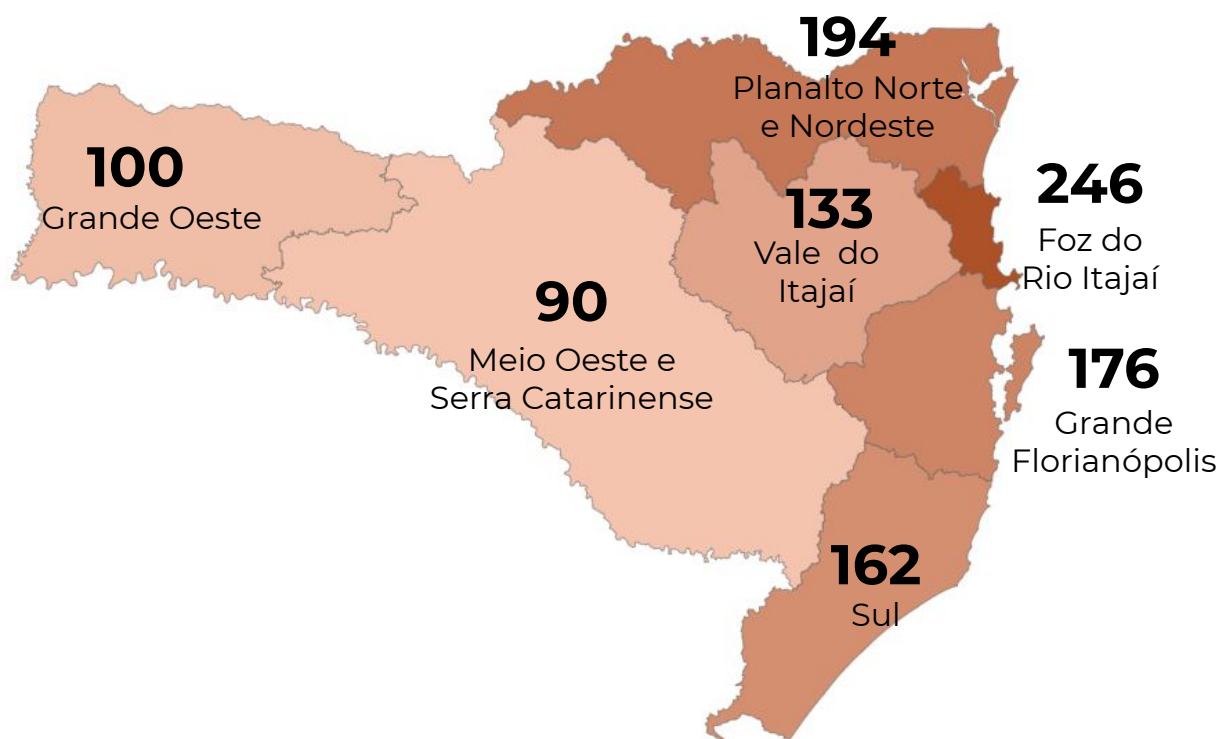 194
Planalto Norte
e Nordeste
100
Grande Oeste
133
Vale do
Itajaí
246
Foz do
Rio Itajaí
90
Meio Oeste e
Serra Catarinense
176
Grande
Florianópolis
162
Sul